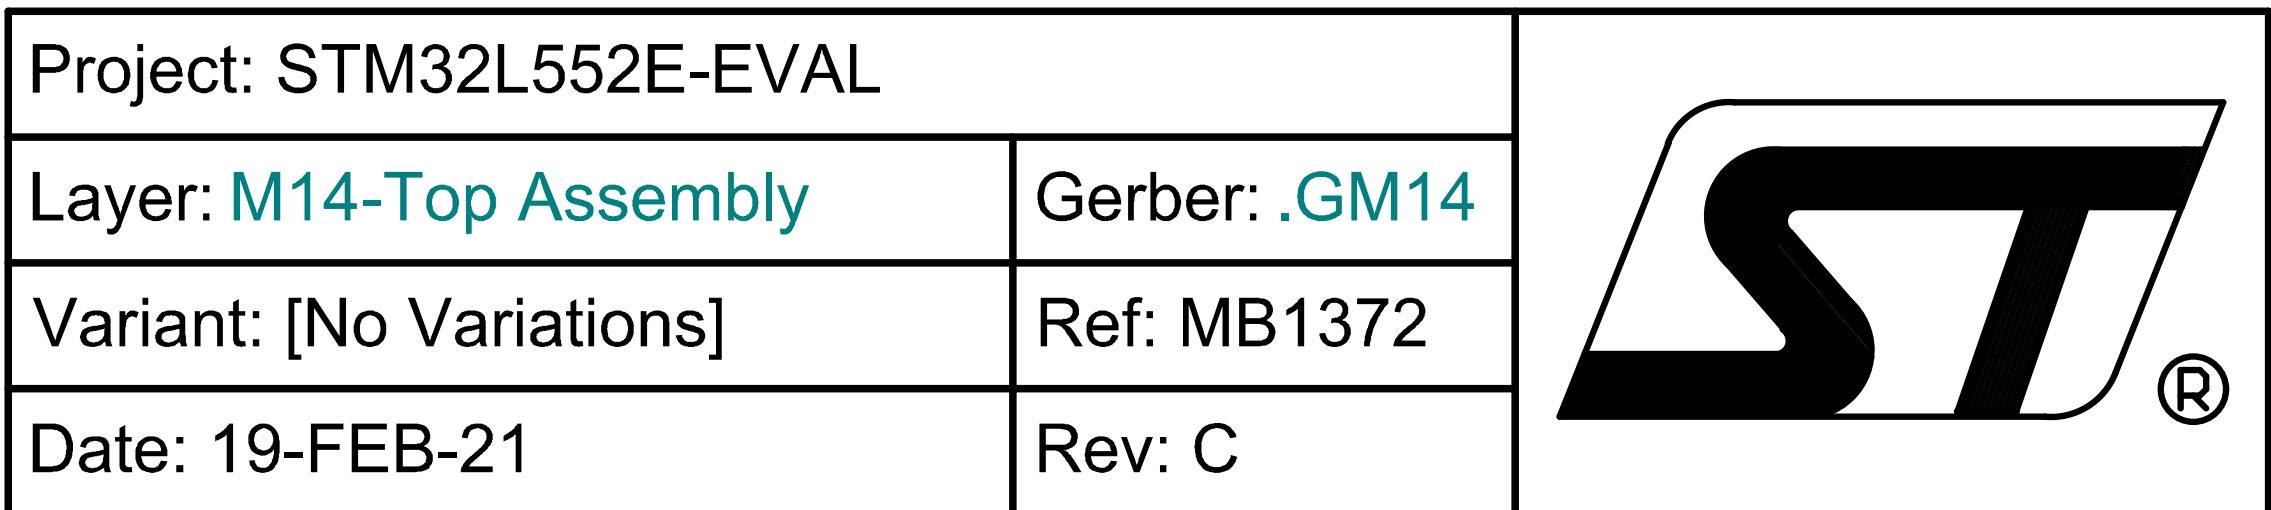 Project: STM32L552E-EVAL
Layer: M14-Top Assembly
Gerber: .GM14
Variant: [No Variations]
Ref: MB1372
Date: 19-FEB-21
Rev: C
ST
®